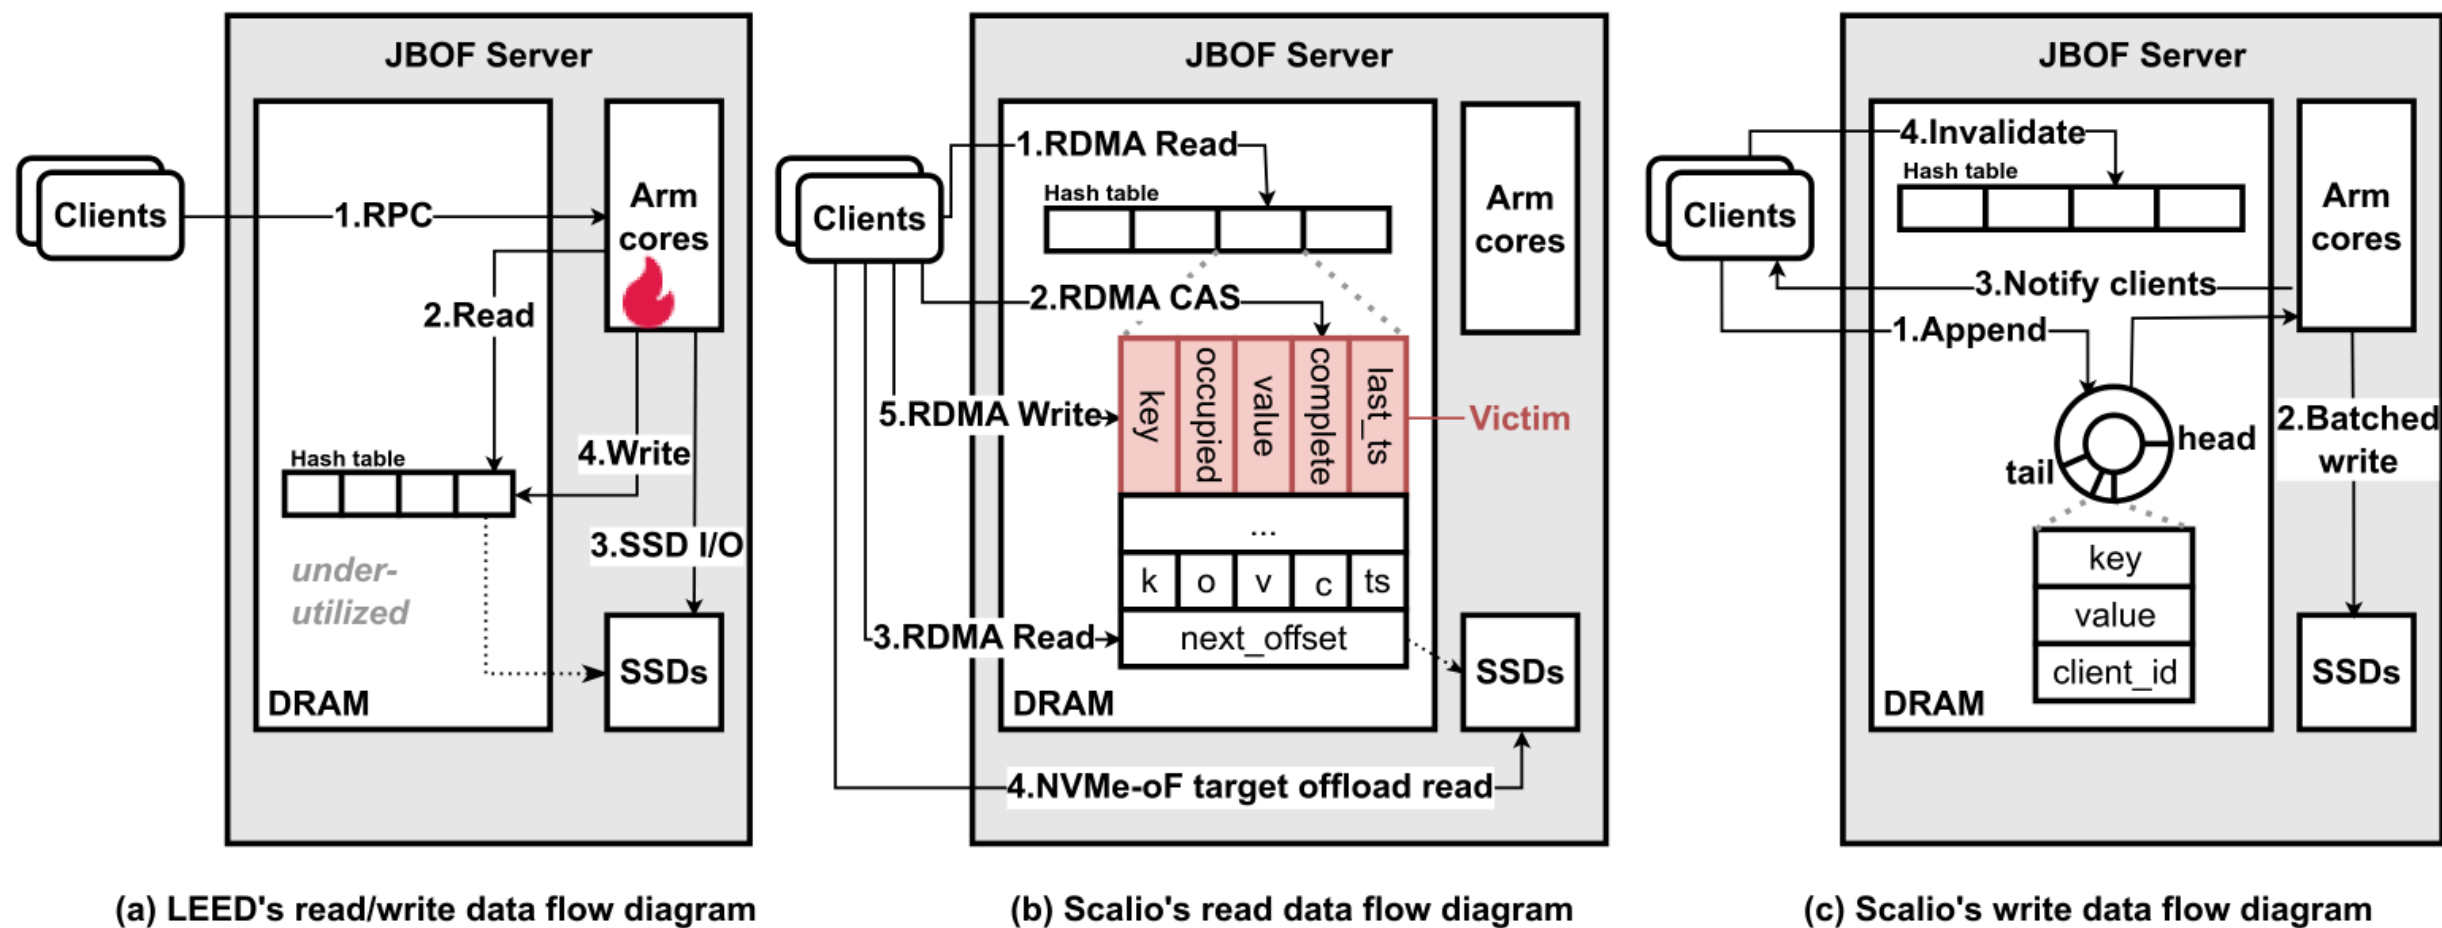 JBOF Server
Clients
1.RPC
Arm
cores
2.Read
4.Write
Hash table
3.SSD I/O
under-
utilized
SSDs
DRAM
(a) LEED's read/write data flow diagram
JBOF Server
Clients
1.RDMA Read
Hash table
Arm
cores
2.RDMA CAS
key
occupied
value
complete
last_ts
5.RDMA Write
Victim
...
k
o
v
c
ts
3.RDMA Read
next_offset
SSDs
DRAM
4.NVMe-oF target offload read
(b) Scalio's read data flow diagram
JBOF Server
4.Invalidate
Hash table
Clients
Arm
cores
3.Notify clients
1.Append
head
tail
2.Batched
write
key
value
client_id
SSDs
DRAM
(c) Scalio's write data flow diagram